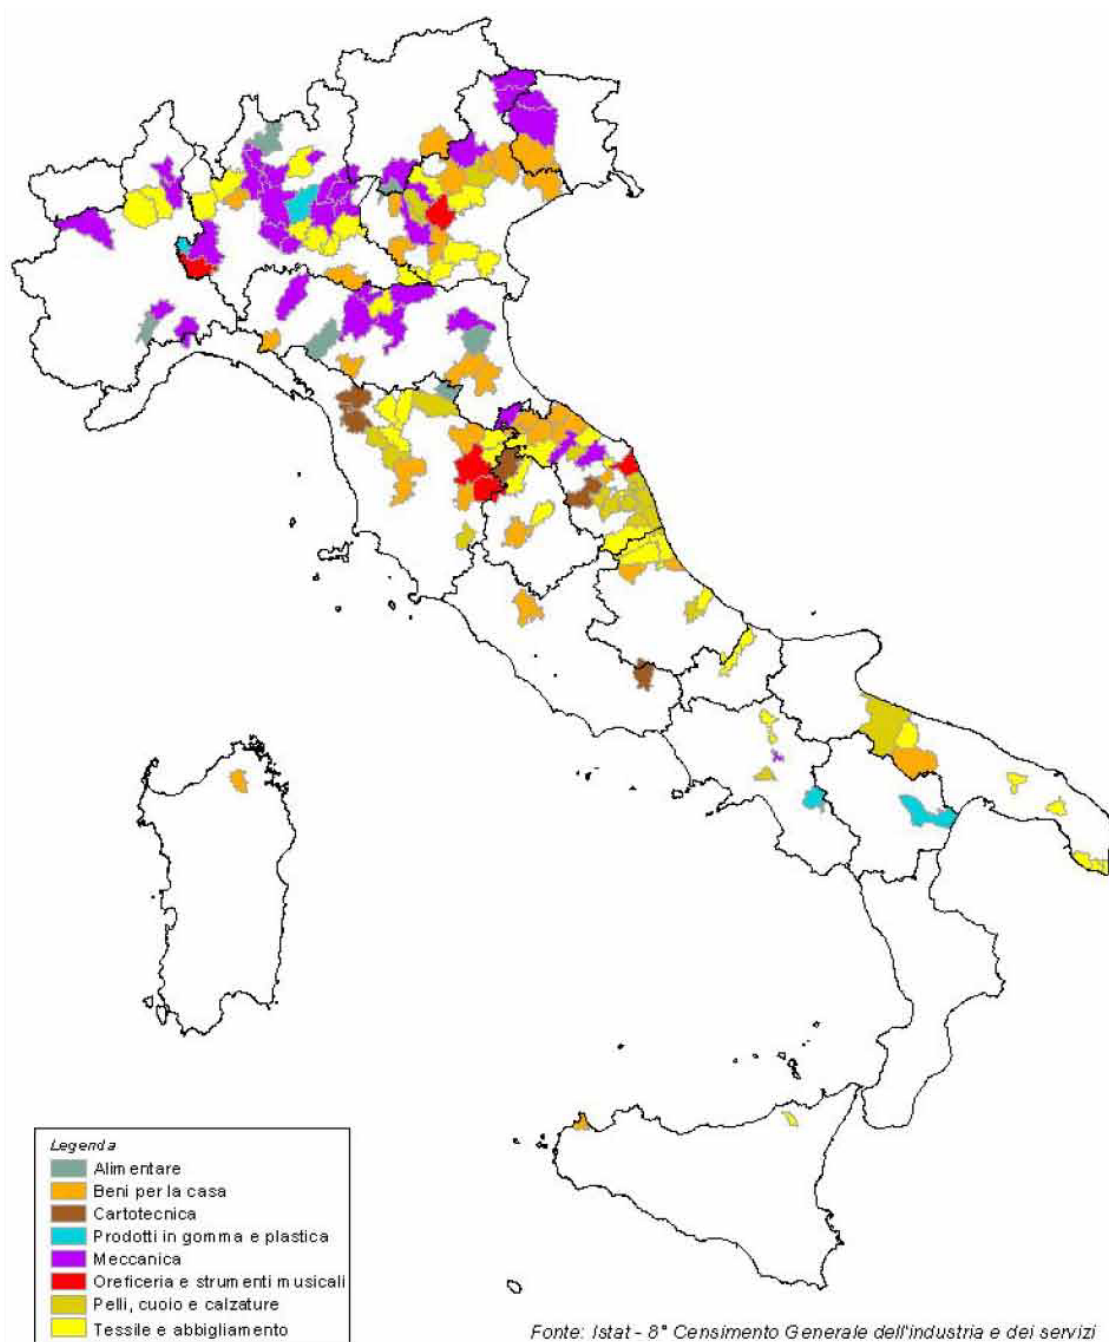 Legenda
Alimentare
Beni per la casa
Cartotecnica
Prodotti in gomma e plastica
Meccanica
Oreficeria e strumenti musicali
Pelli, cuoio e calzature
Tessile e abbigliamento
Fonte: Istat - 8° Censimento Generale dell'industria e dei servizi